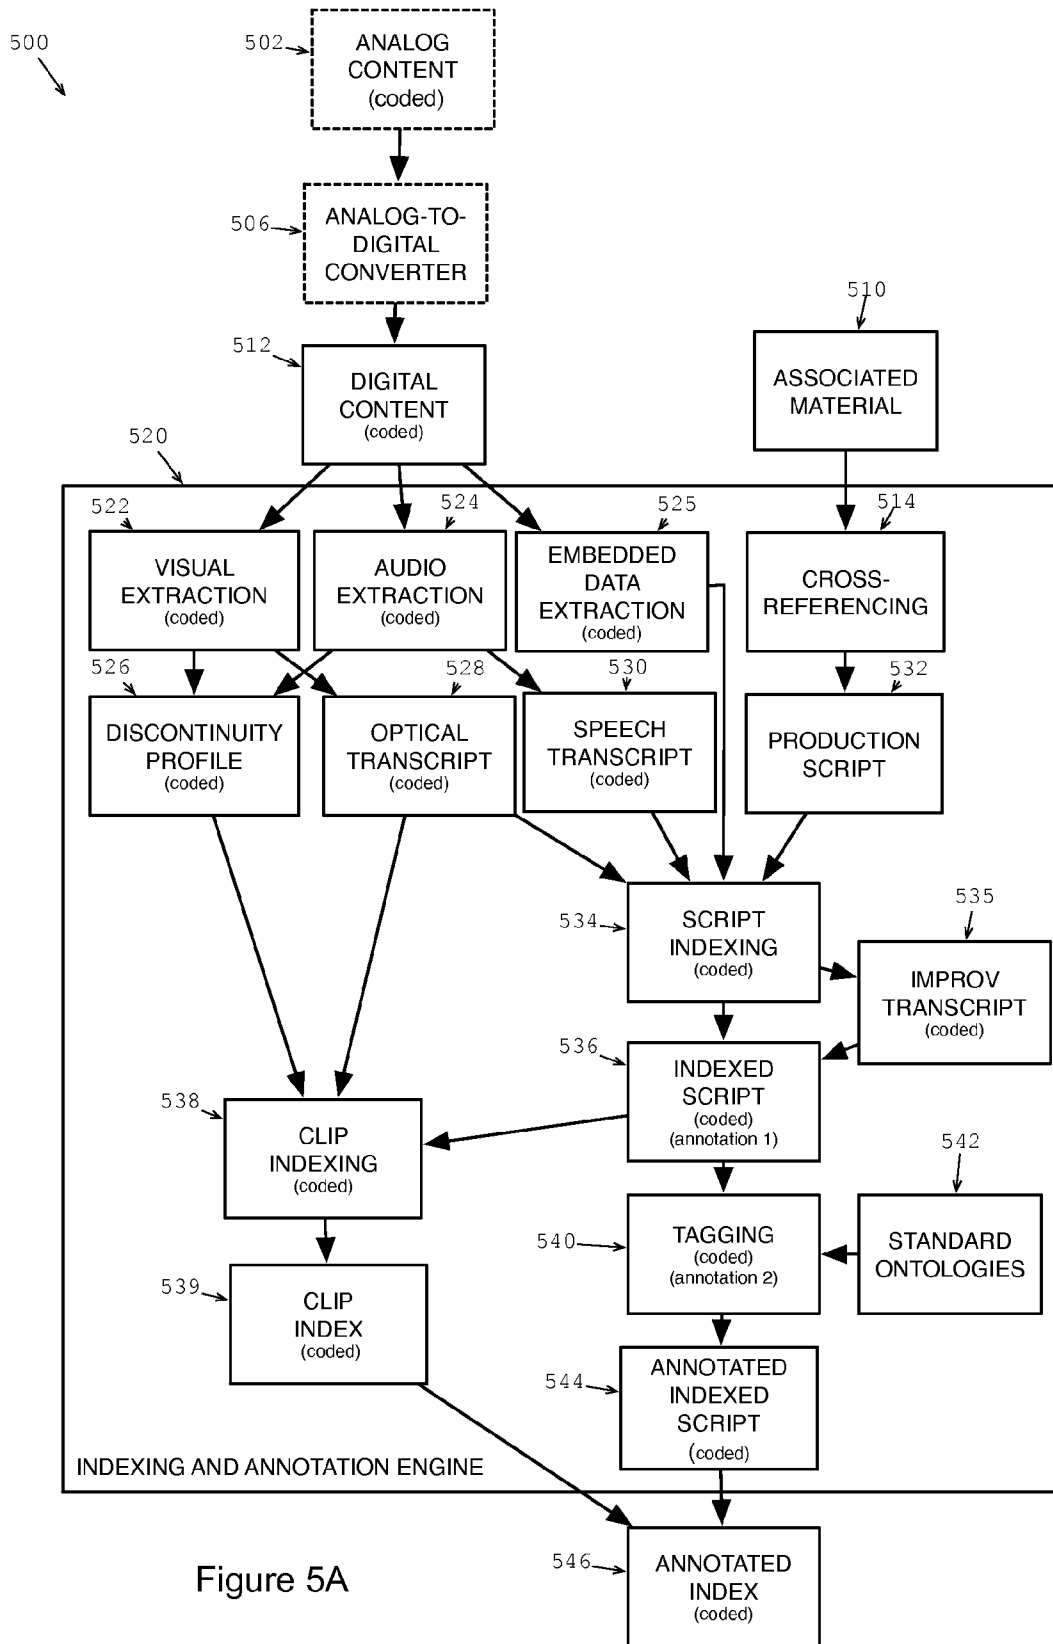 500
502
ANALOG
CONTENT
(coded)
506
ANALOG-TO-
DIGITAL
CONVERTER
510
512
DIGITAL
CONTENT
(coded)
ASSOCIATED
MATERIAL
520
522
524
525
514
VISUAL
EXTRACTION
(coded)
AUDIO
EXTRACTION
(coded)
EMBEDDED
DATA
EXTRACTION
(coded)
CROSS-
REFERENCING
526
528
530
532
DISCONTINUITY
PROFILE
(coded)
OPTICAL
TRANSCRIPT
(coded)
SPEECH
TRANSCRIPT
(coded)
PRODUCTION
SCRIPT
534
SCRIPT
INDEXING
(coded)
535
IMPROV
TRANSCRIPT
(coded)
536
INDEXED
SCRIPT
(coded)
(annotation 1)
538
CLIP
INDEXING
(coded)
542
540
TAGGING
(coded)
(annotation 2)
STANDARD
ONTOLOGIES
539
CLIP
INDEX
(coded)
544
ANNOTATED
INDEXED
SCRIPT
(coded)
INDEXING AND ANNOTATION ENGINE
546
ANNOTATED
INDEX
(coded)
Figure 5A